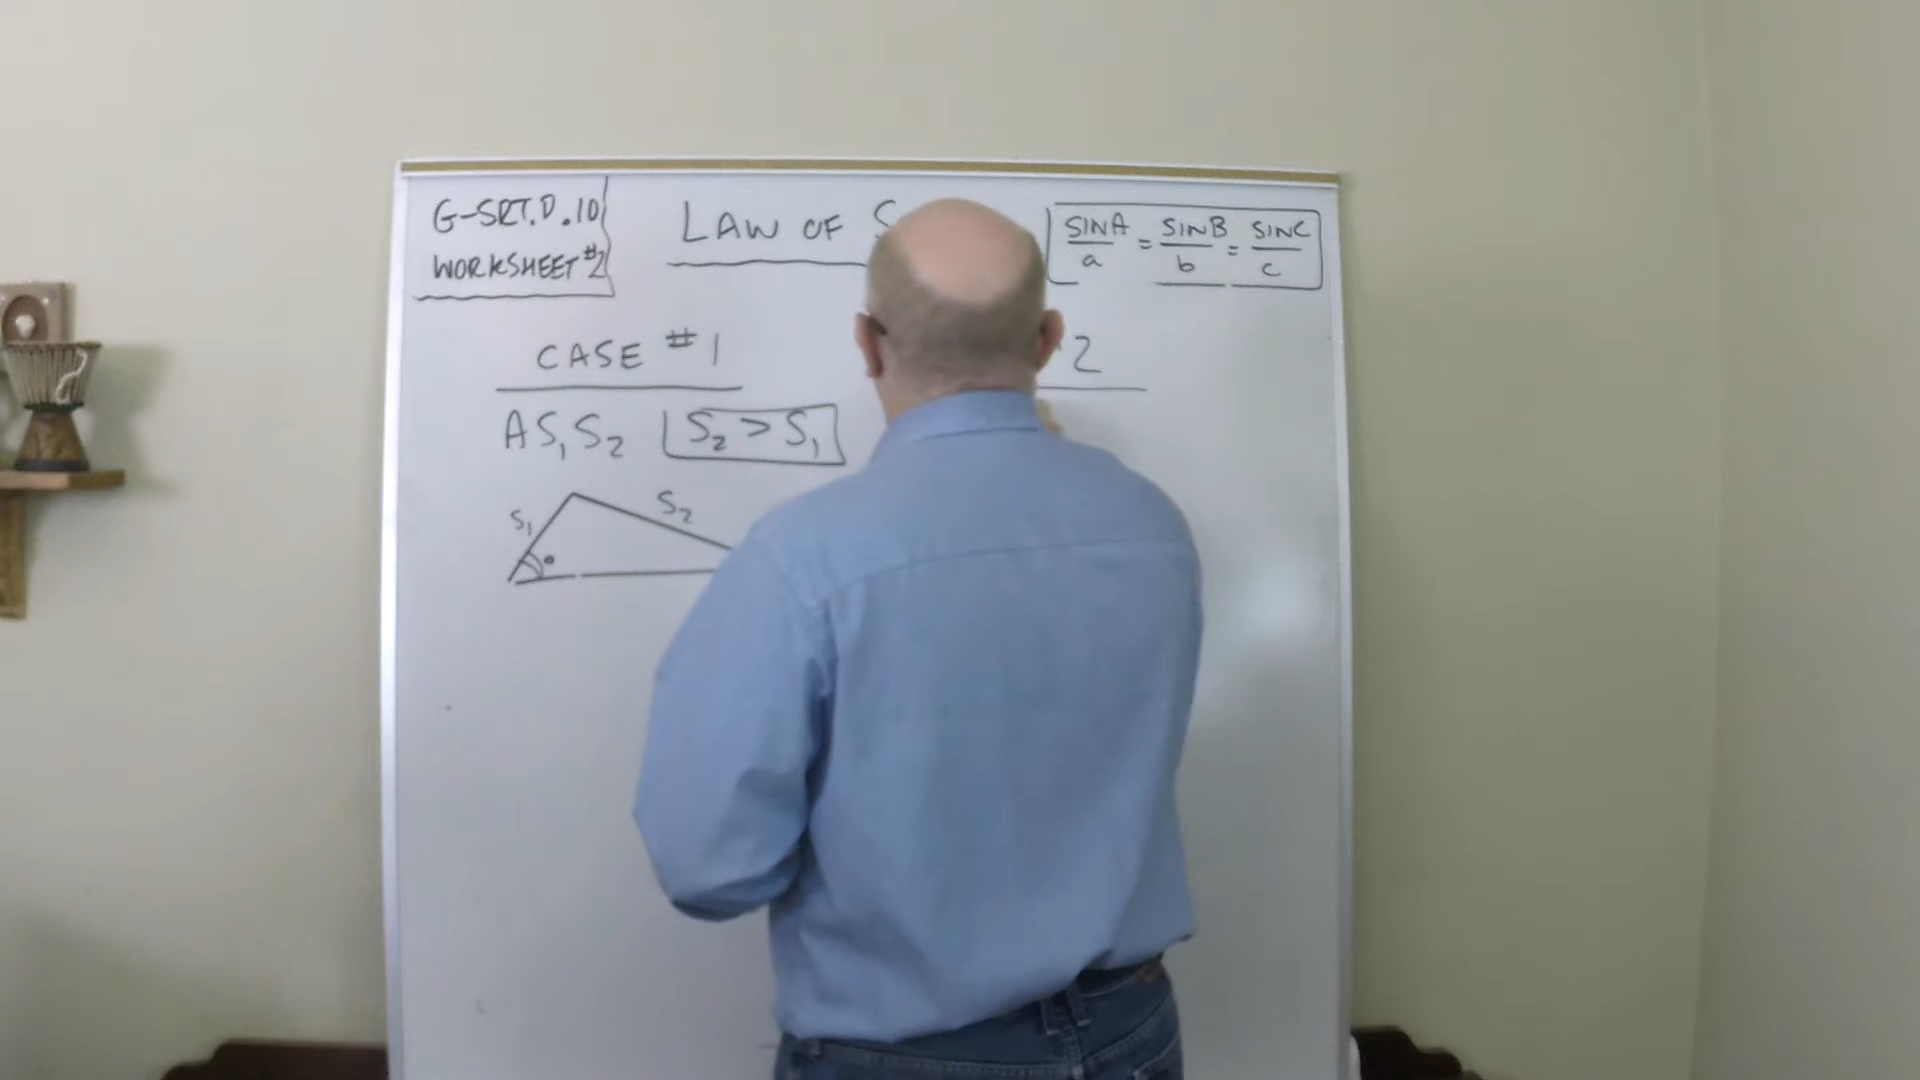 G-SRT.D.10
WORKSHEET #2
LAW OF
SINA/a = SINB/b = SINC/c
CASE #1
2
AS₁S₂ S₂ > S₁
S₁
S₂